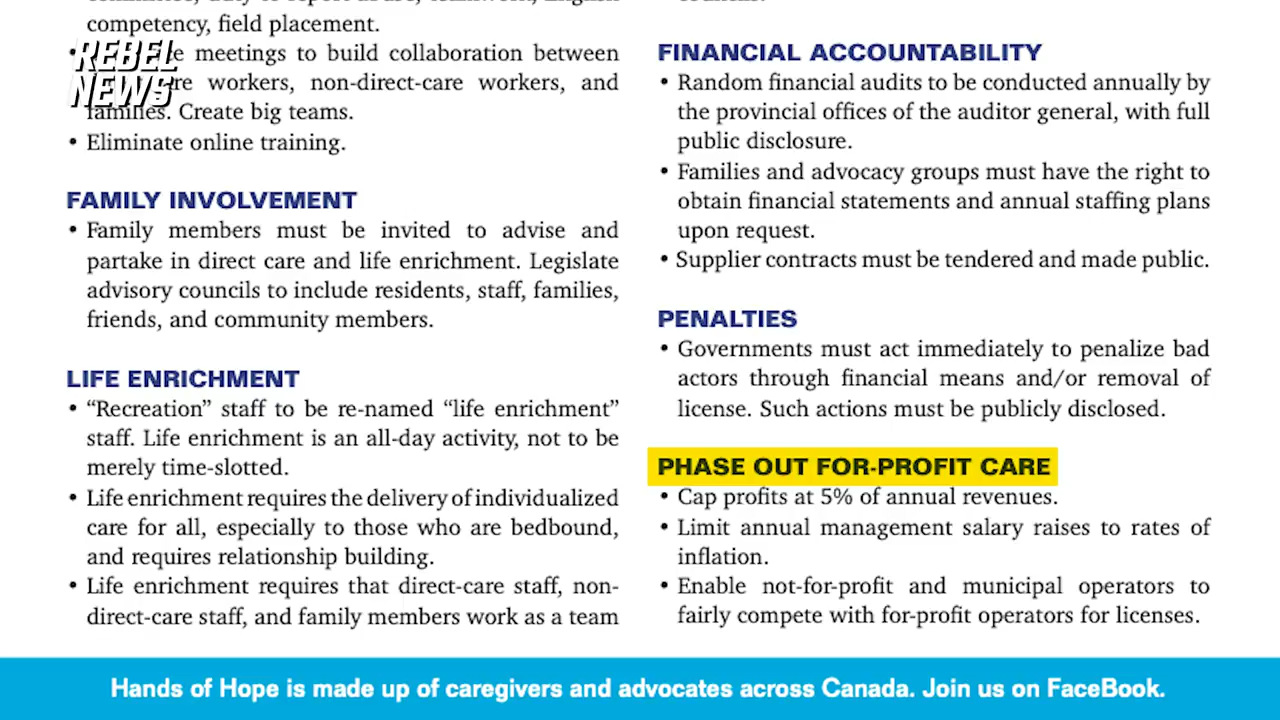 competency, field placement.
REBEL
NEWS
meetings to build collaboration between
workers, non-direct-care workers, and
families. Create big teams.
• Eliminate online training.
FAMILY INVOLVEMENT
• Family members must be invited to advise and
partake in direct care and life enrichment. Legislate
advisory councils to include residents, staff, families,
friends, and community members.
LIFE ENRICHMENT
• “Recreation” staff to be re-named “life enrichment”
staff. Life enrichment is an all-day activity, not to be
merely time-slotted.
• Life enrichment requires the delivery of individualized
care for all, especially to those who are bedbound,
and requires relationship building.
• Life enrichment requires that direct-care staff, non-
direct-care staff, and family members work as a team
FINANCIAL ACCOUNTABILITY
• Random financial audits to be conducted annually by
the provincial offices of the auditor general, with full
public disclosure.
• Families and advocacy groups must have the right to
obtain financial statements and annual staffing plans
upon request.
• Supplier contracts must be tendered and made public.
PENALTIES
• Governments must act immediately to penalize bad
actors through financial means and/or removal of
license. Such actions must be publicly disclosed.
PHASE OUT FOR-PROFIT CARE
• Cap profits at 5% of annual revenues.
• Limit annual management salary raises to rates of
inflation.
• Enable not-for-profit and municipal operators to
fairly compete with for-profit operators for licenses.
Hands of Hope is made up of caregivers and advocates across Canada. Join us on FaceBook.